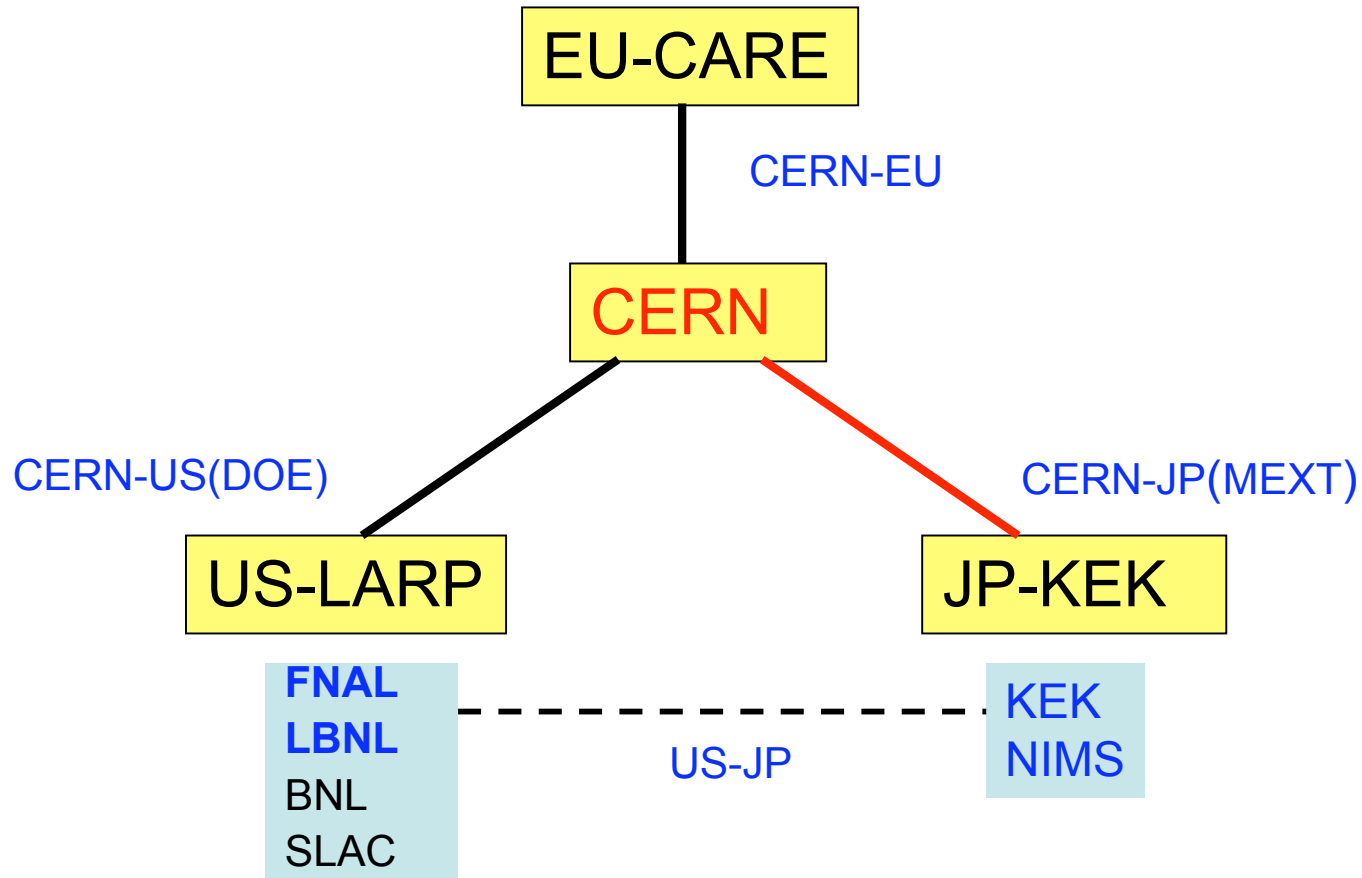 EU-CARE
CERN-EU
CERN
CERN-US(DOE)
CERN-JP(MEXT)
US-LARP
JP-KEK
FNAL
LBNL
BNL
SLAC
US-JP
KEK
NIMS